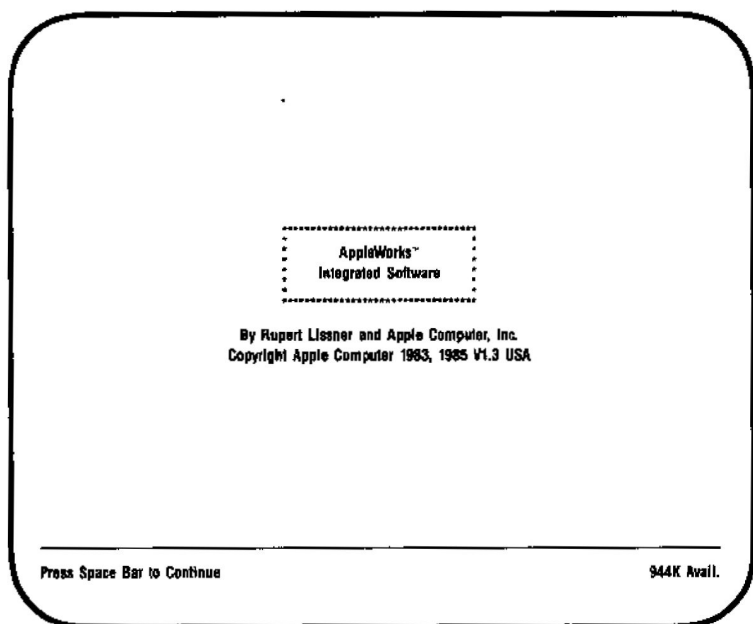 AppleWorks™
Integrated Software
By Rupert Lissner and Apple Computer, Inc.
Copyright Apple Computer 1983, 1985 V1.3 USA
Press Space Bar to Continue
944K Avail.